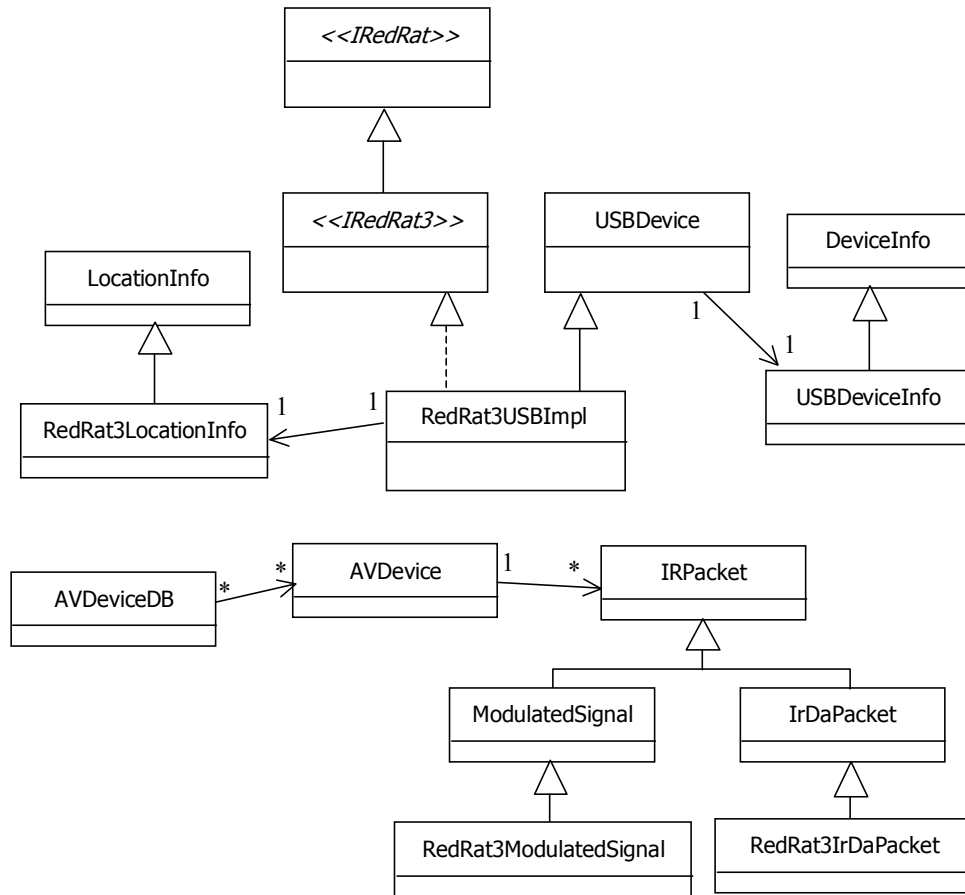 <<IRedRat>>
<<IRedRat3>>
USBDevice
DeviceInfo
LocationInfo
1
1
USBDeviceInfo
RedRat3LocationInfo
1
1
RedRat3USBImpl
AVDeviceDB
*
*
AVDevice
1
*
IRPacket
ModulatedSignal
IrDaPacket
RedRat3ModulatedSignal
RedRat3IrDaPacket